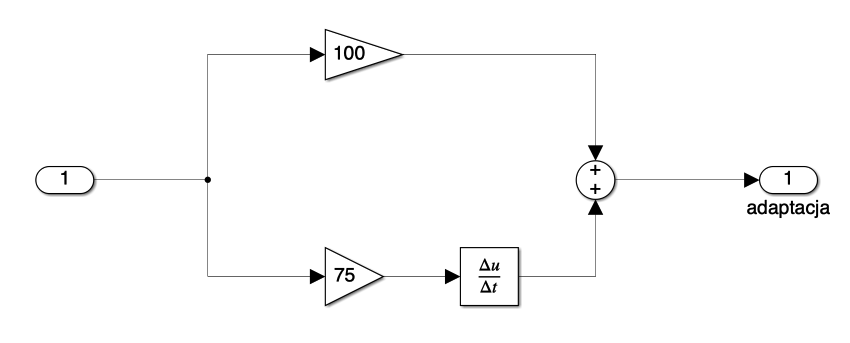 100
1
+
+
1
adaptacja
75
Δu
Δt